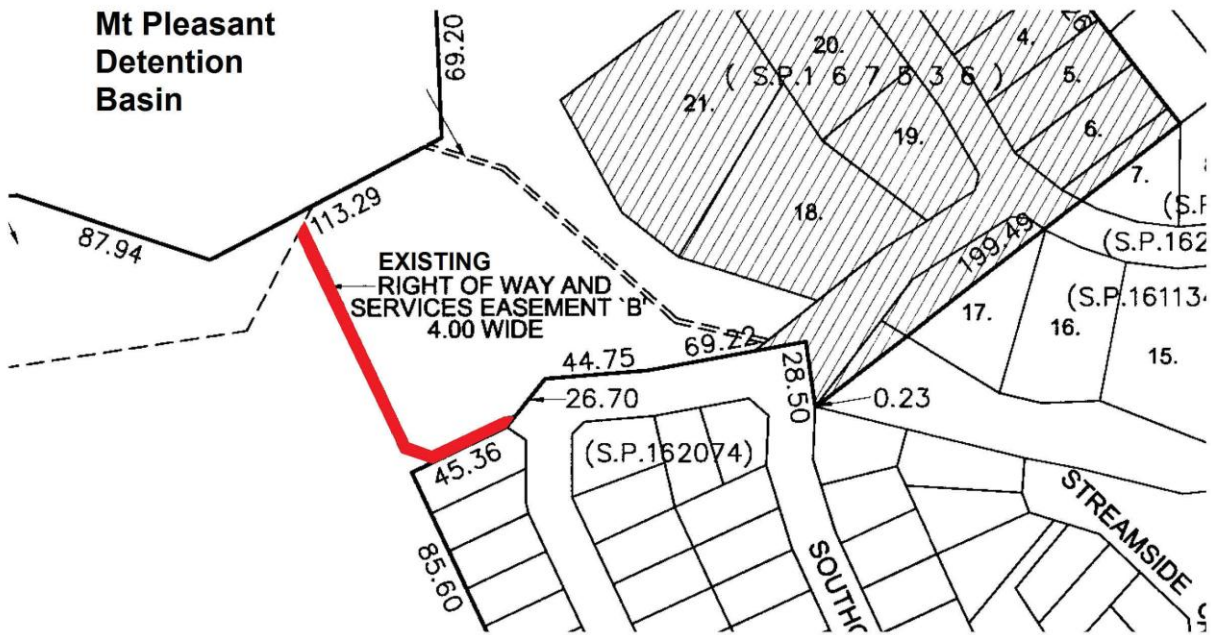 Mt Pleasant
Detention
Basin
69.20
20.
4.
( S.P.1 6 7 5 3 6 )
5.
21.
19.
6.
7.
18.
113.29
87.94
199.49
(S.P.162
EXISTING
RIGHT OF WAY AND
SERVICES EASEMENT `B'
4.00 WIDE
17.
(S.P.161134
16.
15.
69.22
44.75
28.50
26.70
0.23
(S.P.162074)
45.36
85.60
STREAMSIDE